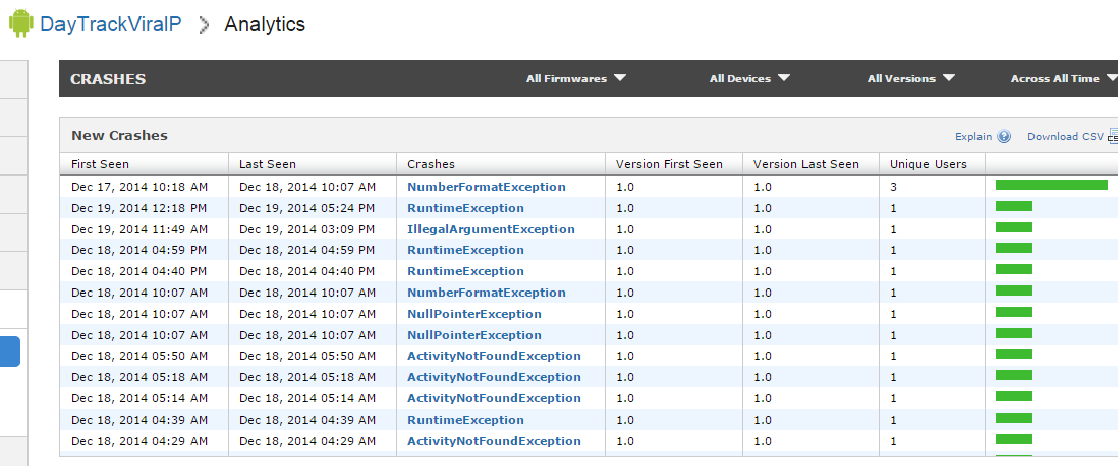 DayTrackViralP > Analytics
CRASHES All Firmwares All Devices All Versions Across All Time
New Crashes Explain Download CSV
First Seen Last Seen Crashes Version First Seen Version Last Seen Unique Users
Dec 17, 2014 10:18 AM Dec 18, 2014 10:07 AM NumberFormatException 1.0 1.0 3
Dec 19, 2014 12:18 PM Dec 19, 2014 05:24 PM RuntimeException 1.0 1.0 1
Dec 19, 2014 11:49 AM Dec 19, 2014 03:09 PM IllegalArgumentException 1.0 1.0 1
Dec 18, 2014 04:59 PM Dec 18, 2014 04:59 PM RuntimeException 1.0 1.0 1
Dec 18, 2014 04:40 PM Dec 18, 2014 04:40 PM RuntimeException 1.0 1.0 1
Dec 18, 2014 10:07 AM Dec 18, 2014 10:07 AM NumberFormatException 1.0 1.0 1
Dec 18, 2014 10:07 AM Dec 18, 2014 10:07 AM NullPointerException 1.0 1.0 1
Dec 18, 2014 10:07 AM Dec 18, 2014 10:07 AM NullPointerException 1.0 1.0 1
Dec 18, 2014 05:50 AM Dec 18, 2014 05:50 AM ActivityNotFoundException 1.0 1.0 1
Dec 18, 2014 05:18 AM Dec 18, 2014 05:18 AM ActivityNotFoundException 1.0 1.0 1
Dec 18, 2014 05:14 AM Dec 18, 2014 05:14 AM ActivityNotFoundException 1.0 1.0 1
Dec 18, 2014 04:39 AM Dec 18, 2014 04:39 AM RuntimeException 1.0 1.0 1
Dec 18, 2014 04:29 AM Dec 18, 2014 04:29 AM ActivityNotFoundException 1.0 1.0 1